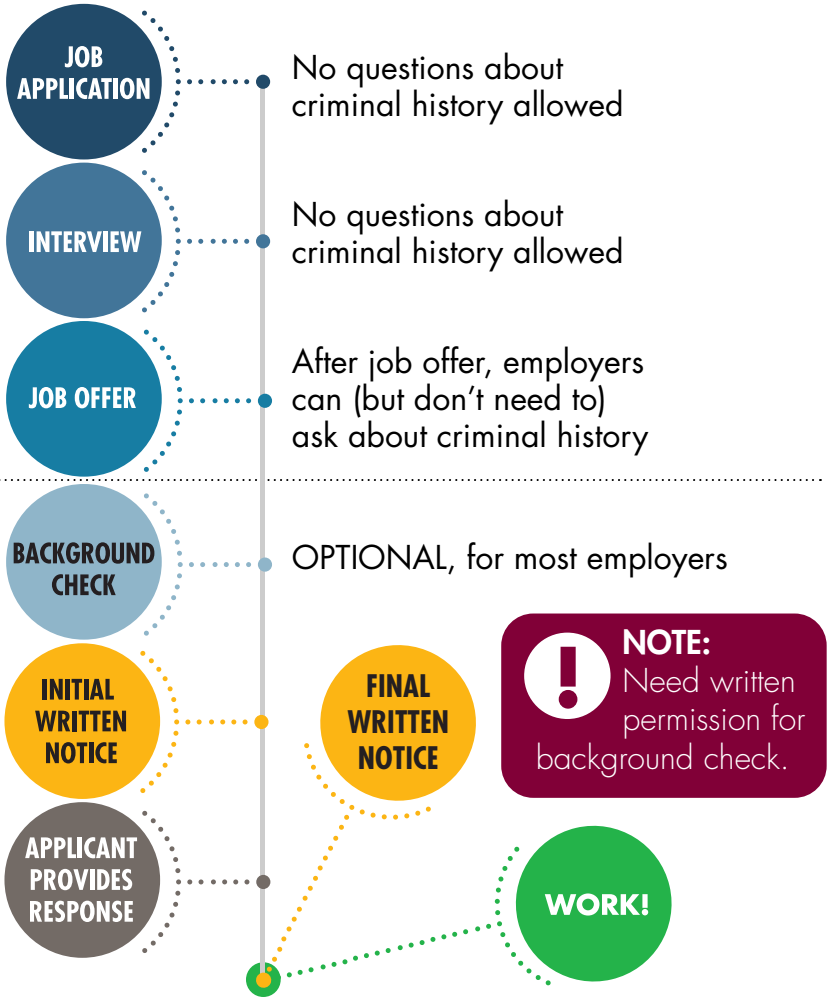 JOB
APPLICATION
No questions about
criminal history allowed
INTERVIEW
No questions about
criminal history allowed
JOB OFFER
After job offer, employers
can (but don't need to)
ask about criminal history
BACKGROUND
CHECK
OPTIONAL, for most employers
INITIAL
WRITTEN
NOTICE
FINAL
WRITTEN
NOTICE
!
NOTE:
Need written
permission for
background check.
APPLICANT
PROVIDES
RESPONSE
WORK!